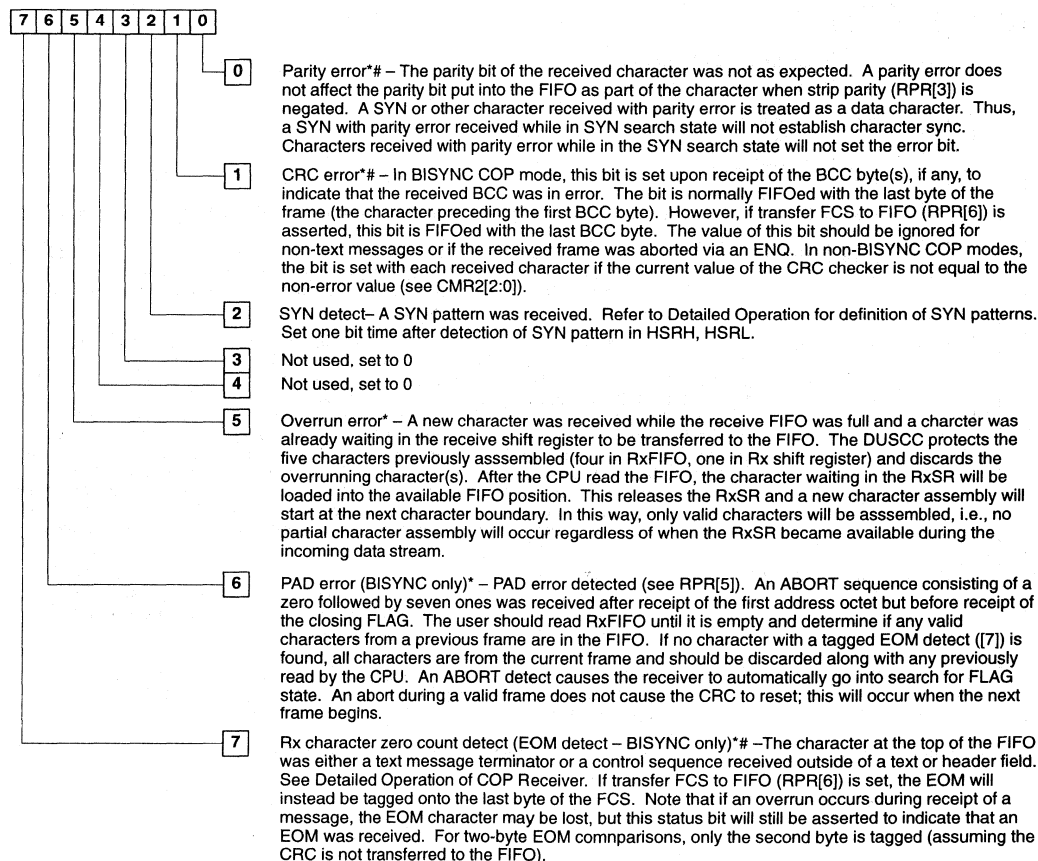 7 6 5 4 3 2 1 0
0 Parity error*# – The parity bit of the received character was not as expected. A parity error does
not affect the parity bit put into the FIFO as part of the character when strip parity (RPR[3]) is
negated. A SYN or other character received with parity error is treated as a data character. Thus,
a SYN with parity error received while in SYN search state will not establish character sync.
Characters received with parity error while in the SYN search state will not set the error bit.
1 CRC error*# – In BISYNC COP mode, this bit is set upon receipt of the BCC byte(s), if any, to
indicate that the received BCC was in error. The bit is normally FIFOed with the last byte of the
frame (the character preceding the first BCC byte). However, if transfer FCS to FIFO (RPR[6]) is
asserted, this bit is FIFOed with the last BCC byte. The value of this bit should be ignored for
non-text messages or if the received frame was aborted via an ENQ. In non-BISYNC COP modes,
the bit is set with each received character if the current value of the CRC checker is not equal to the
non-error value (see CMR2[2:0]).
2 SYN detect– A SYN pattern was received. Refer to Detailed Operation for definition of SYN patterns.
Set one bit time after detection of SYN pattern in HSRH, HSRL.
3 Not used, set to 0
4 Not used, set to 0
5 Overrun error* – A new character was received while the receive FIFO was full and a charcter was
already waiting in the receive shift register to be transferred to the FIFO. The DUSCC protects the
five characters previously asssembled (four in RxFIFO, one in Rx shift register) and discards the
overrunning character(s). After the CPU read the FIFO, the character waiting in the RxSR will be
loaded into the available FIFO position. This releases the RxSR and a new character assembly will
start at the next character boundary. In this way, only valid characters will be asssembled, i.e., no
partial character assembly will occur regardless of when the RxSR became available during the
incoming data stream.
6 PAD error (BISYNC only)* – PAD error detected (see RPR[5]). An ABORT sequence consisting of a
zero followed by seven ones was received after receipt of the first address octet but before receipt of
the closing FLAG. The user should read RxFIFO until it is empty and determine if any valid
characters from a previous frame are in the FIFO. If no character with a tagged EOM detect ([7]) is
found, all characters are from the current frame and should be discarded along with any previously
read by the CPU. An ABORT detect causes the receiver to automatically go into search for FLAG
state. An abort during a valid frame does not cause the CRC to reset; this will occur when the next
frame begins.
7 Rx character zero count detect (EOM detect – BISYNC only)*# –The character at the top of the FIFO
was either a text message terminator or a control sequence received outside of a text or header field.
See Detailed Operation of COP Receiver. If transfer FCS to FIFO (RPR[6]) is set, the EOM will
instead be tagged onto the last byte of the FCS. Note that if an overrun occurs during receipt of a
message, the EOM character may be lost, but this status bit will still be asserted to indicate that an
EOM was received. For two-byte EOM comnparisons, only the second byte is tagged (assuming the
CRC is not transferred to the FIFO).